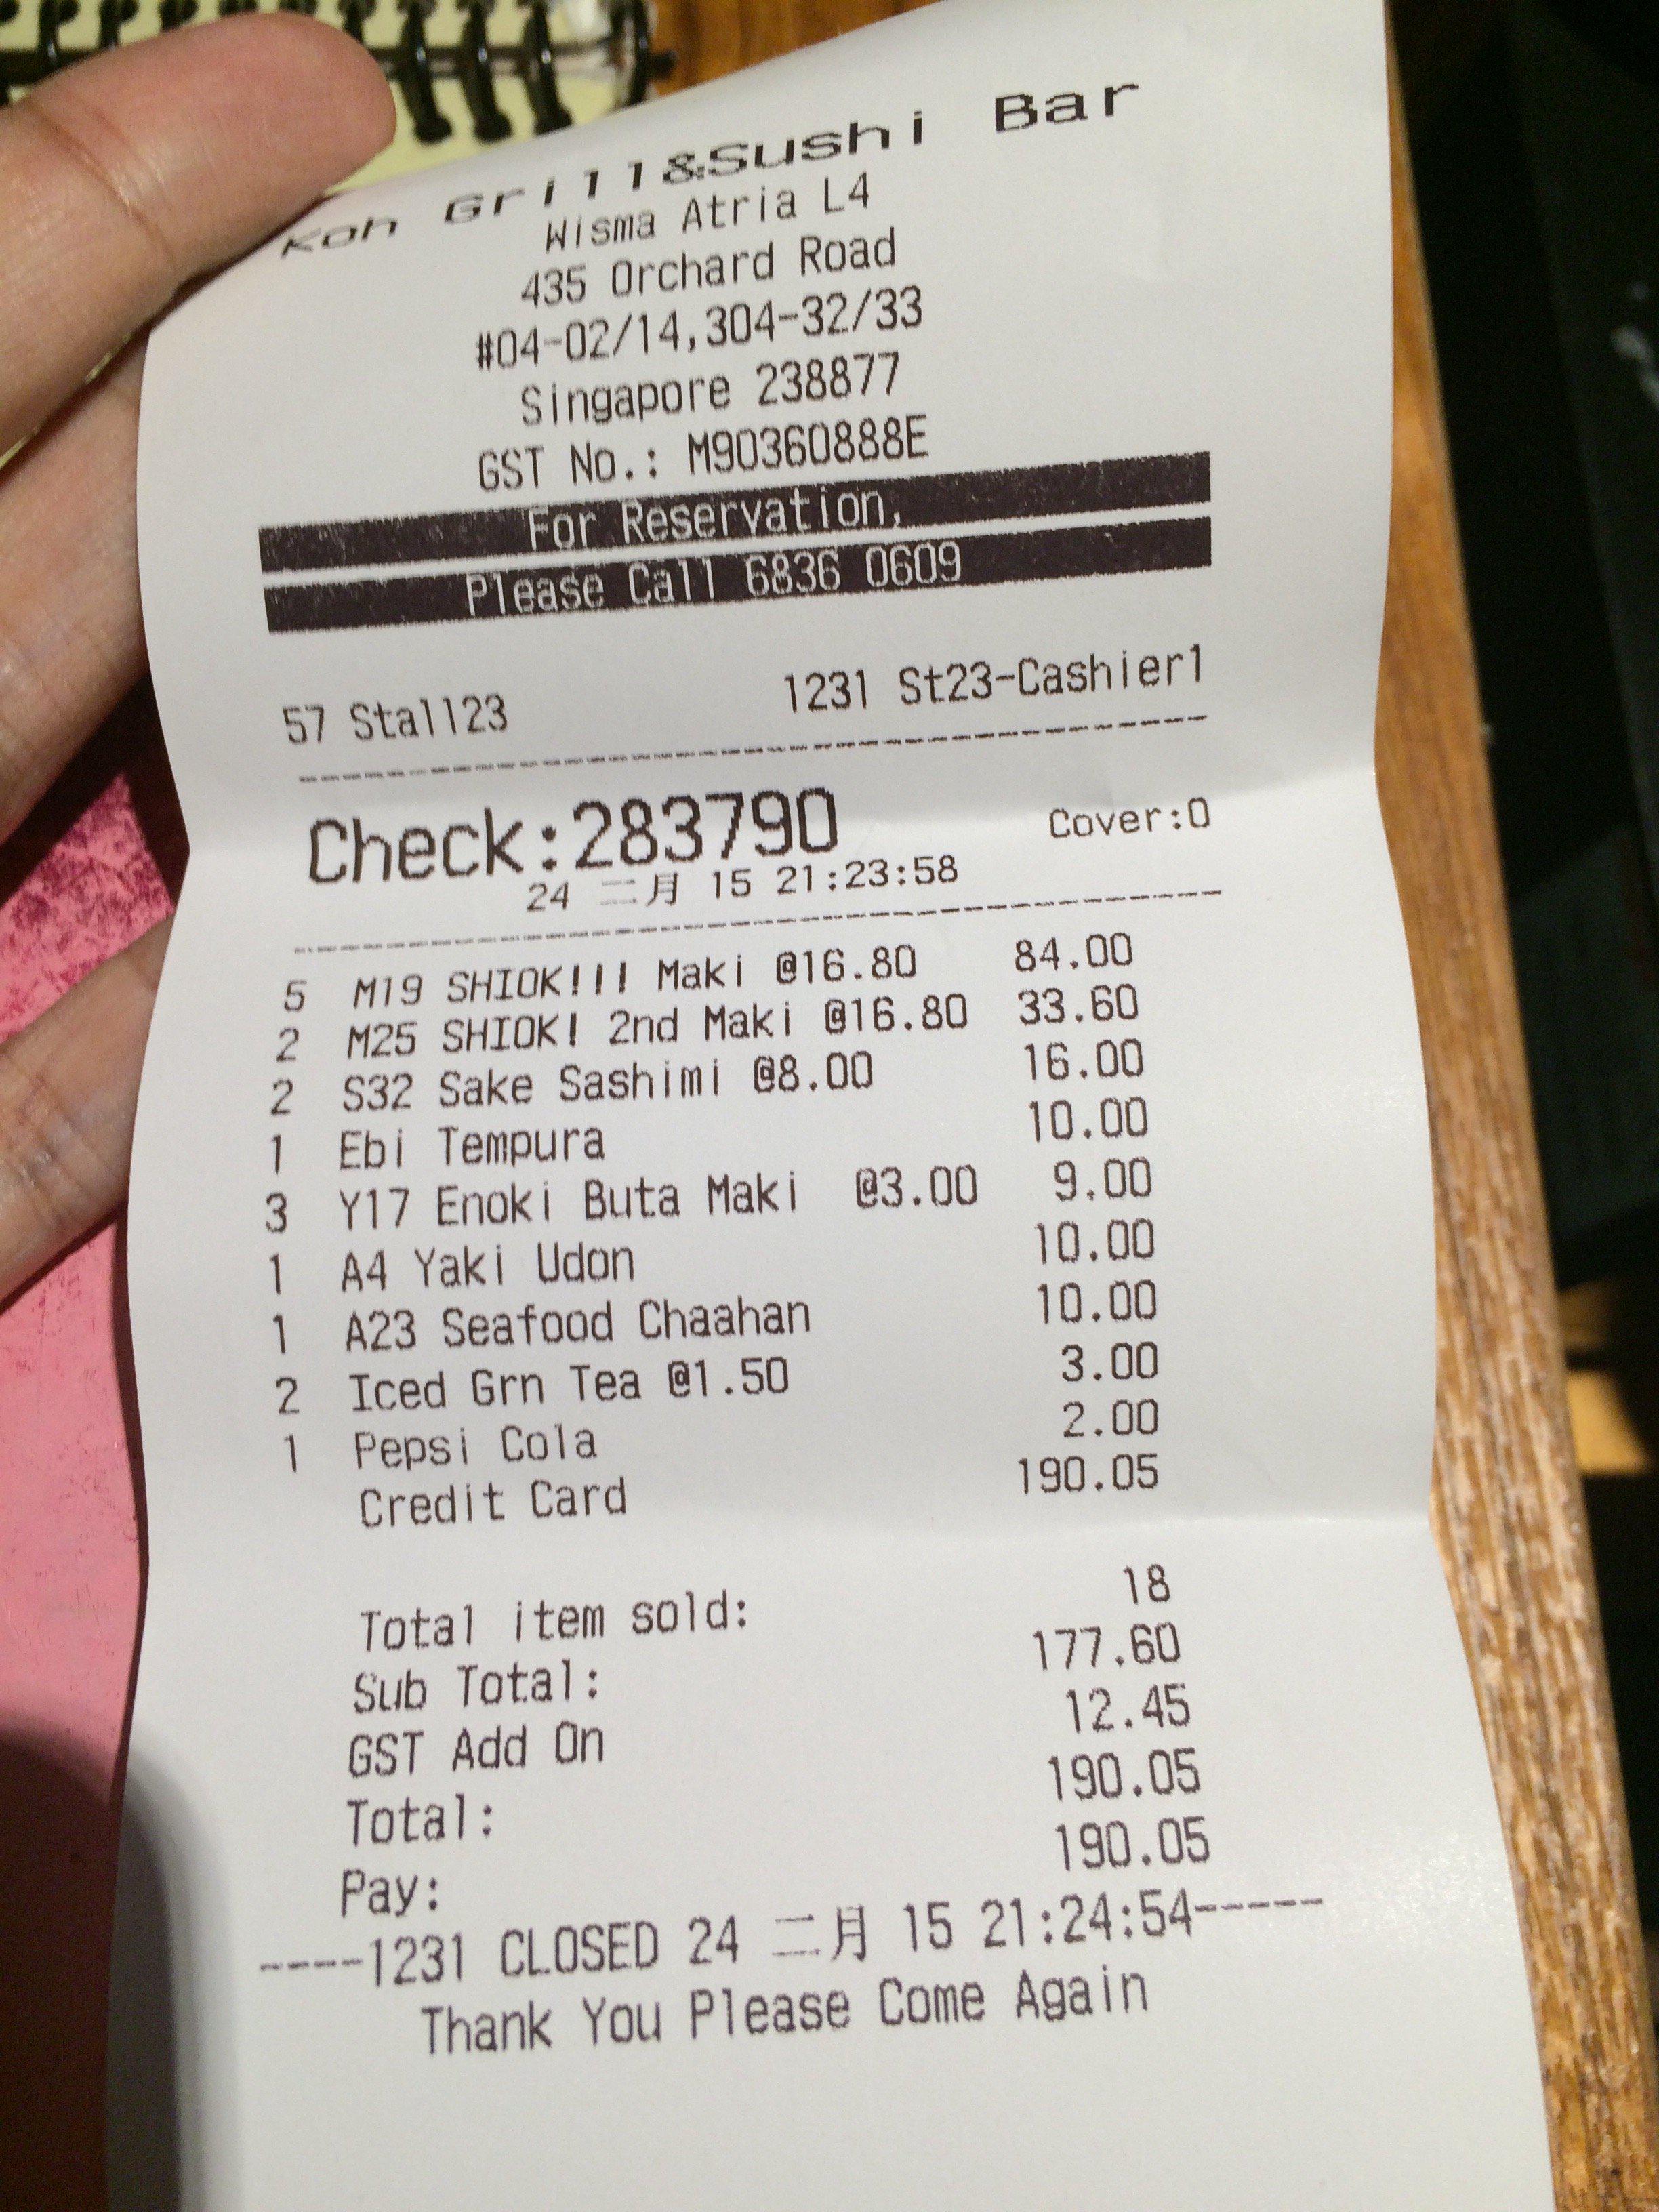 Koh Grill&Sushi Bar
Wisma Atria L4
435 Orchard Road
#04-02/14,304-32/33
Singapore 238877
GST No.: M90360888E
For Reservation,
Please Call 6836 0609
57 Stall23 1231 St23-Cashier1
Check:283790 Cover:0
24 二月 15 21:23:58
5 M19 SHIOK!!! Maki @16.80 84.00
2 M25 SHIOK! 2nd Maki @16.80 33.60
2 S32 Sake Sashimi @8.00 16.00
1 Ebi Tempura 10.00
3 Y17 Enoki Buta Maki @3.00 9.00
1 A4 Yaki Udon 10.00
1 A23 Seafood Chaahan 10.00
2 Iced Grn Tea @1.50 3.00
1 Pepsi Cola 2.00
Credit Card 190.05
Total item sold: 18
Sub Total: 177.60
GST Add On 12.45
Total: 190.05
Pay: 190.05
----1231 CLOSED 24 二月 15 21:24:54-----
Thank You Please Come Again